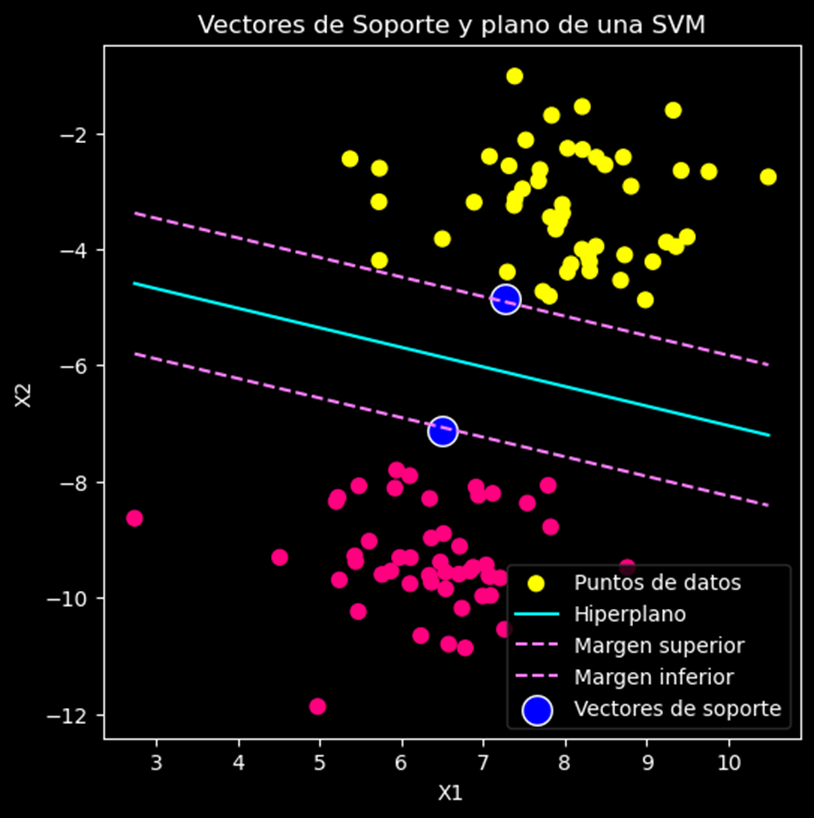 Vectores de Soporte y plano de una SVM
−2
−4
−6
−8
−10
−12
X2
3 4 5 6 7 8 9 10
X1
Puntos de datos
Hiperplano
Margen superior
Margen inferior
Vectores de soporte